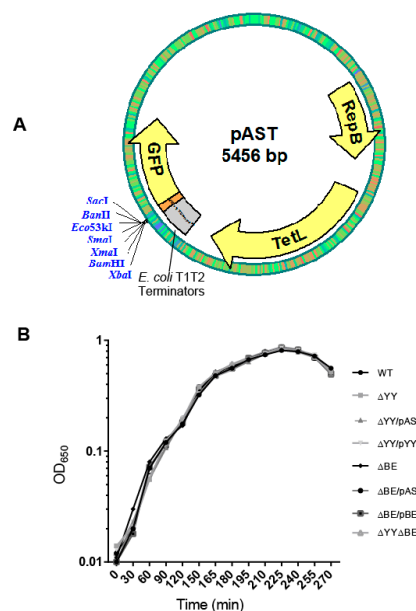 A
pAST
5456 bp
RepB
GFP
TetL
SacI
BanII
Eco53kI
SmaI
XmaI
BamHI
XbaI
E. coli T1T2
Terminators
B
OD650
1
0.1
0.01
0 30 60 90 120 150 165 180 195 210 225 240 255 270
Time (min)
WT
ΔYY
ΔYY/pAS
ΔYY/pYY
ΔBE
ΔBE/pAS
ΔBE/pBE
ΔYYΔBE